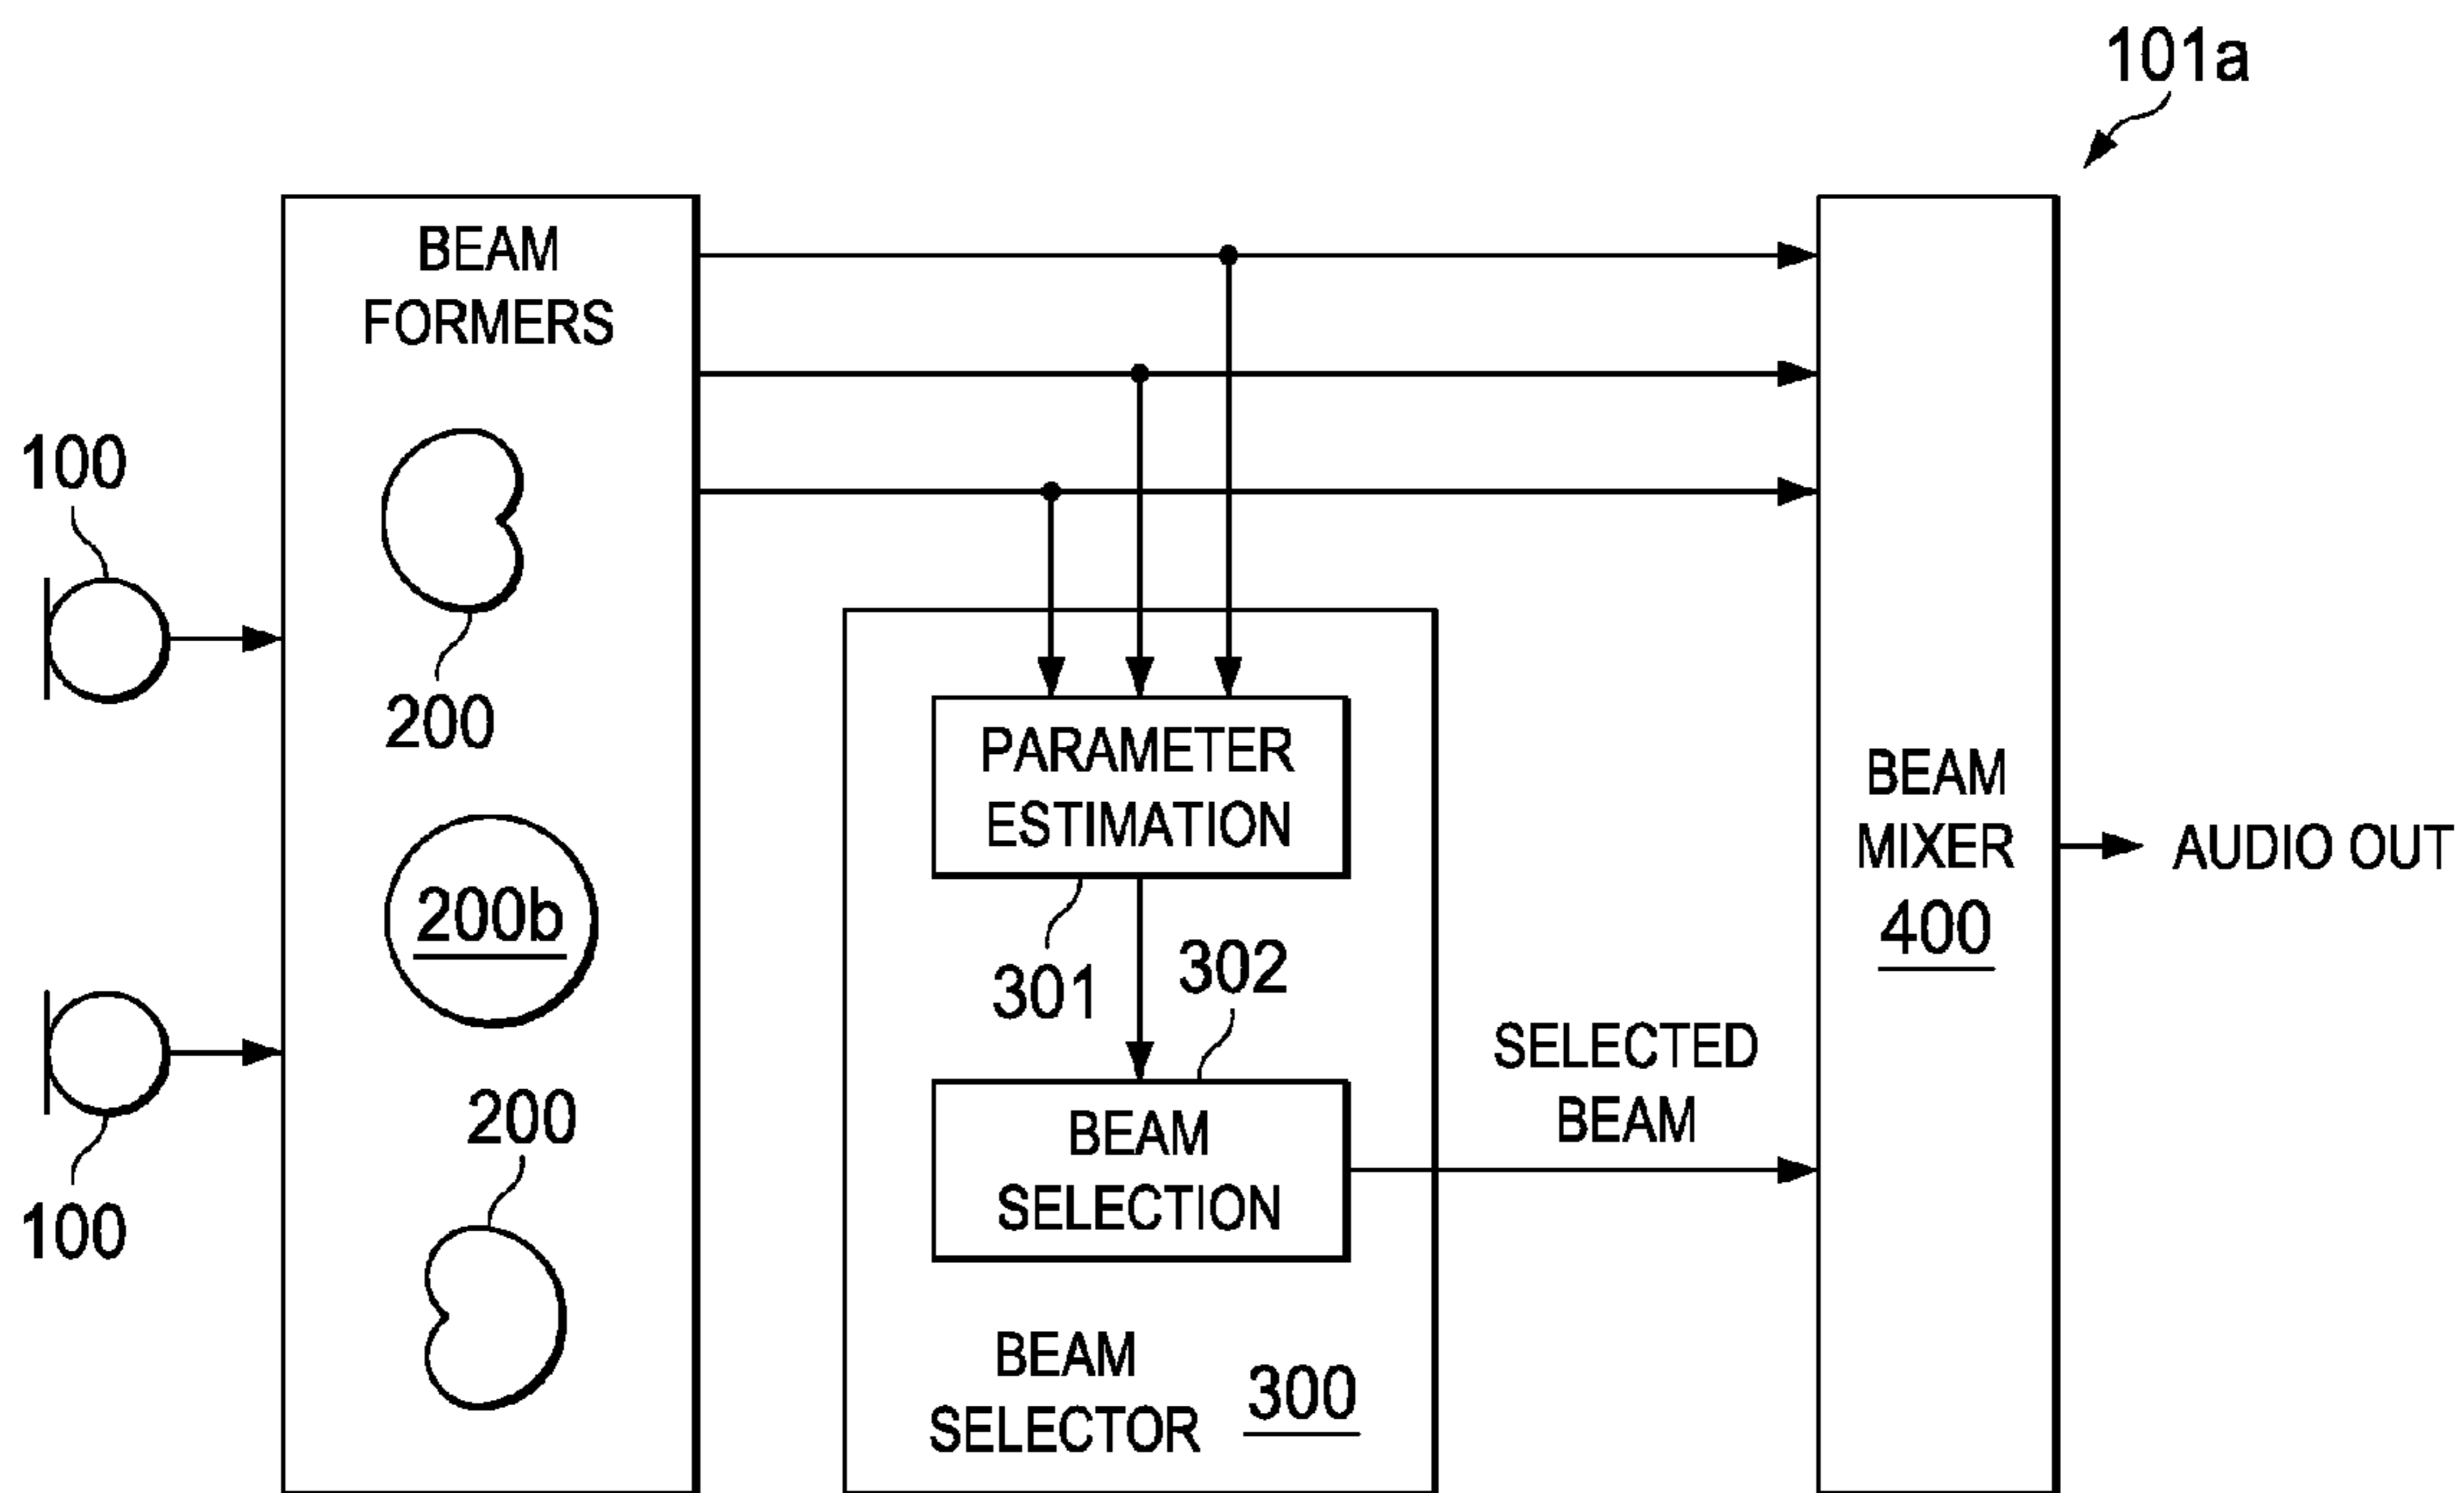 101a
BEAM
FORMERS
100
200
200b
100
200
PARAMETER
ESTIMATION
301
302
BEAM
SELECTION
BEAM
SELECTOR 300
SELECTED
BEAM
BEAM
MIXER
400
AUDIO OUT